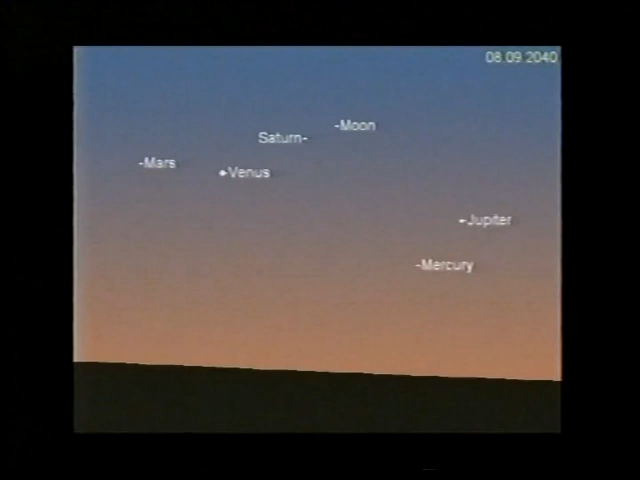 08.09.2040
-Moon
Saturn-
-Mars
Venus
Jupiter
-Mercury